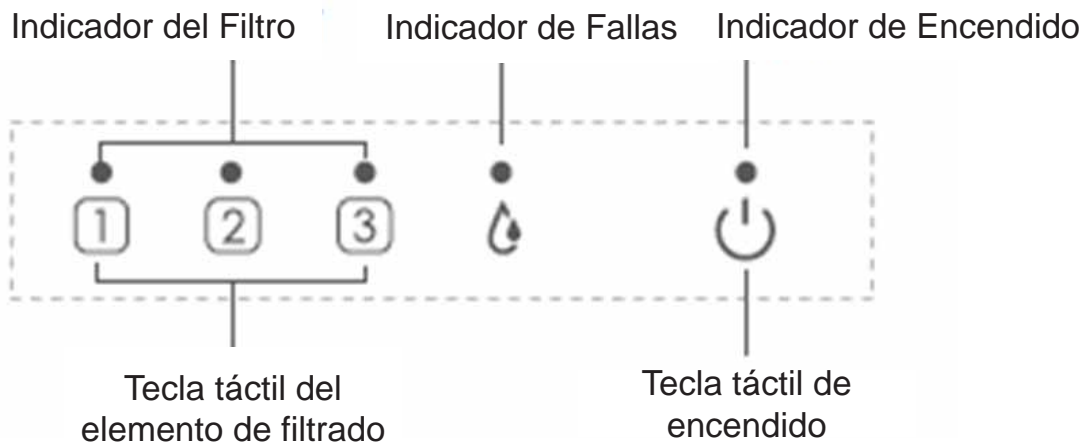 Indicador del Filtro
Indicador de Fallas
Indicador de Encendido
1
2
3
Tecla táctil del
elemento de filtrado
Tecla táctil de
encendido